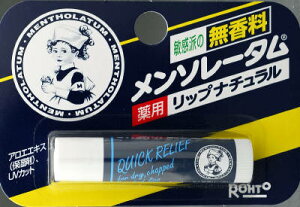 MENTHOLATUM
MENTHOLATUM
敏感派の 無香料
メンソレータム®
薬用 リップナチュラル
アロエエキス
(保湿剤)、
UVカット
QUICK RELIEF
for dry, chapped
ROHTO